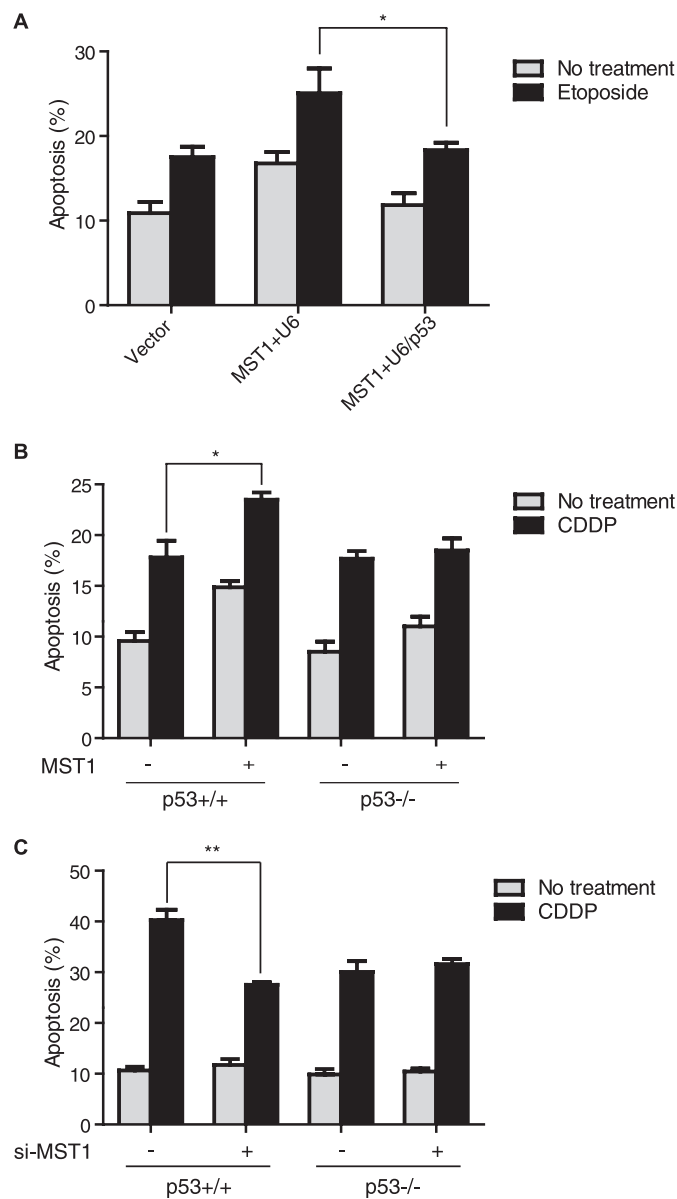 A
*
No treatment
Etoposide
Apoptosis (%)
30
20
10
0
Vector
MST1+U6
MST1+U6/p53
B
*
No treatment
CDDP
Apoptosis (%)
25
20
15
10
5
0
MST1 - + - +
p53+/+ p53-/-
C
**
No treatment
CDDP
Apoptosis (%)
50
40
30
20
10
0
si-MST1 - + - +
p53+/+ p53-/-